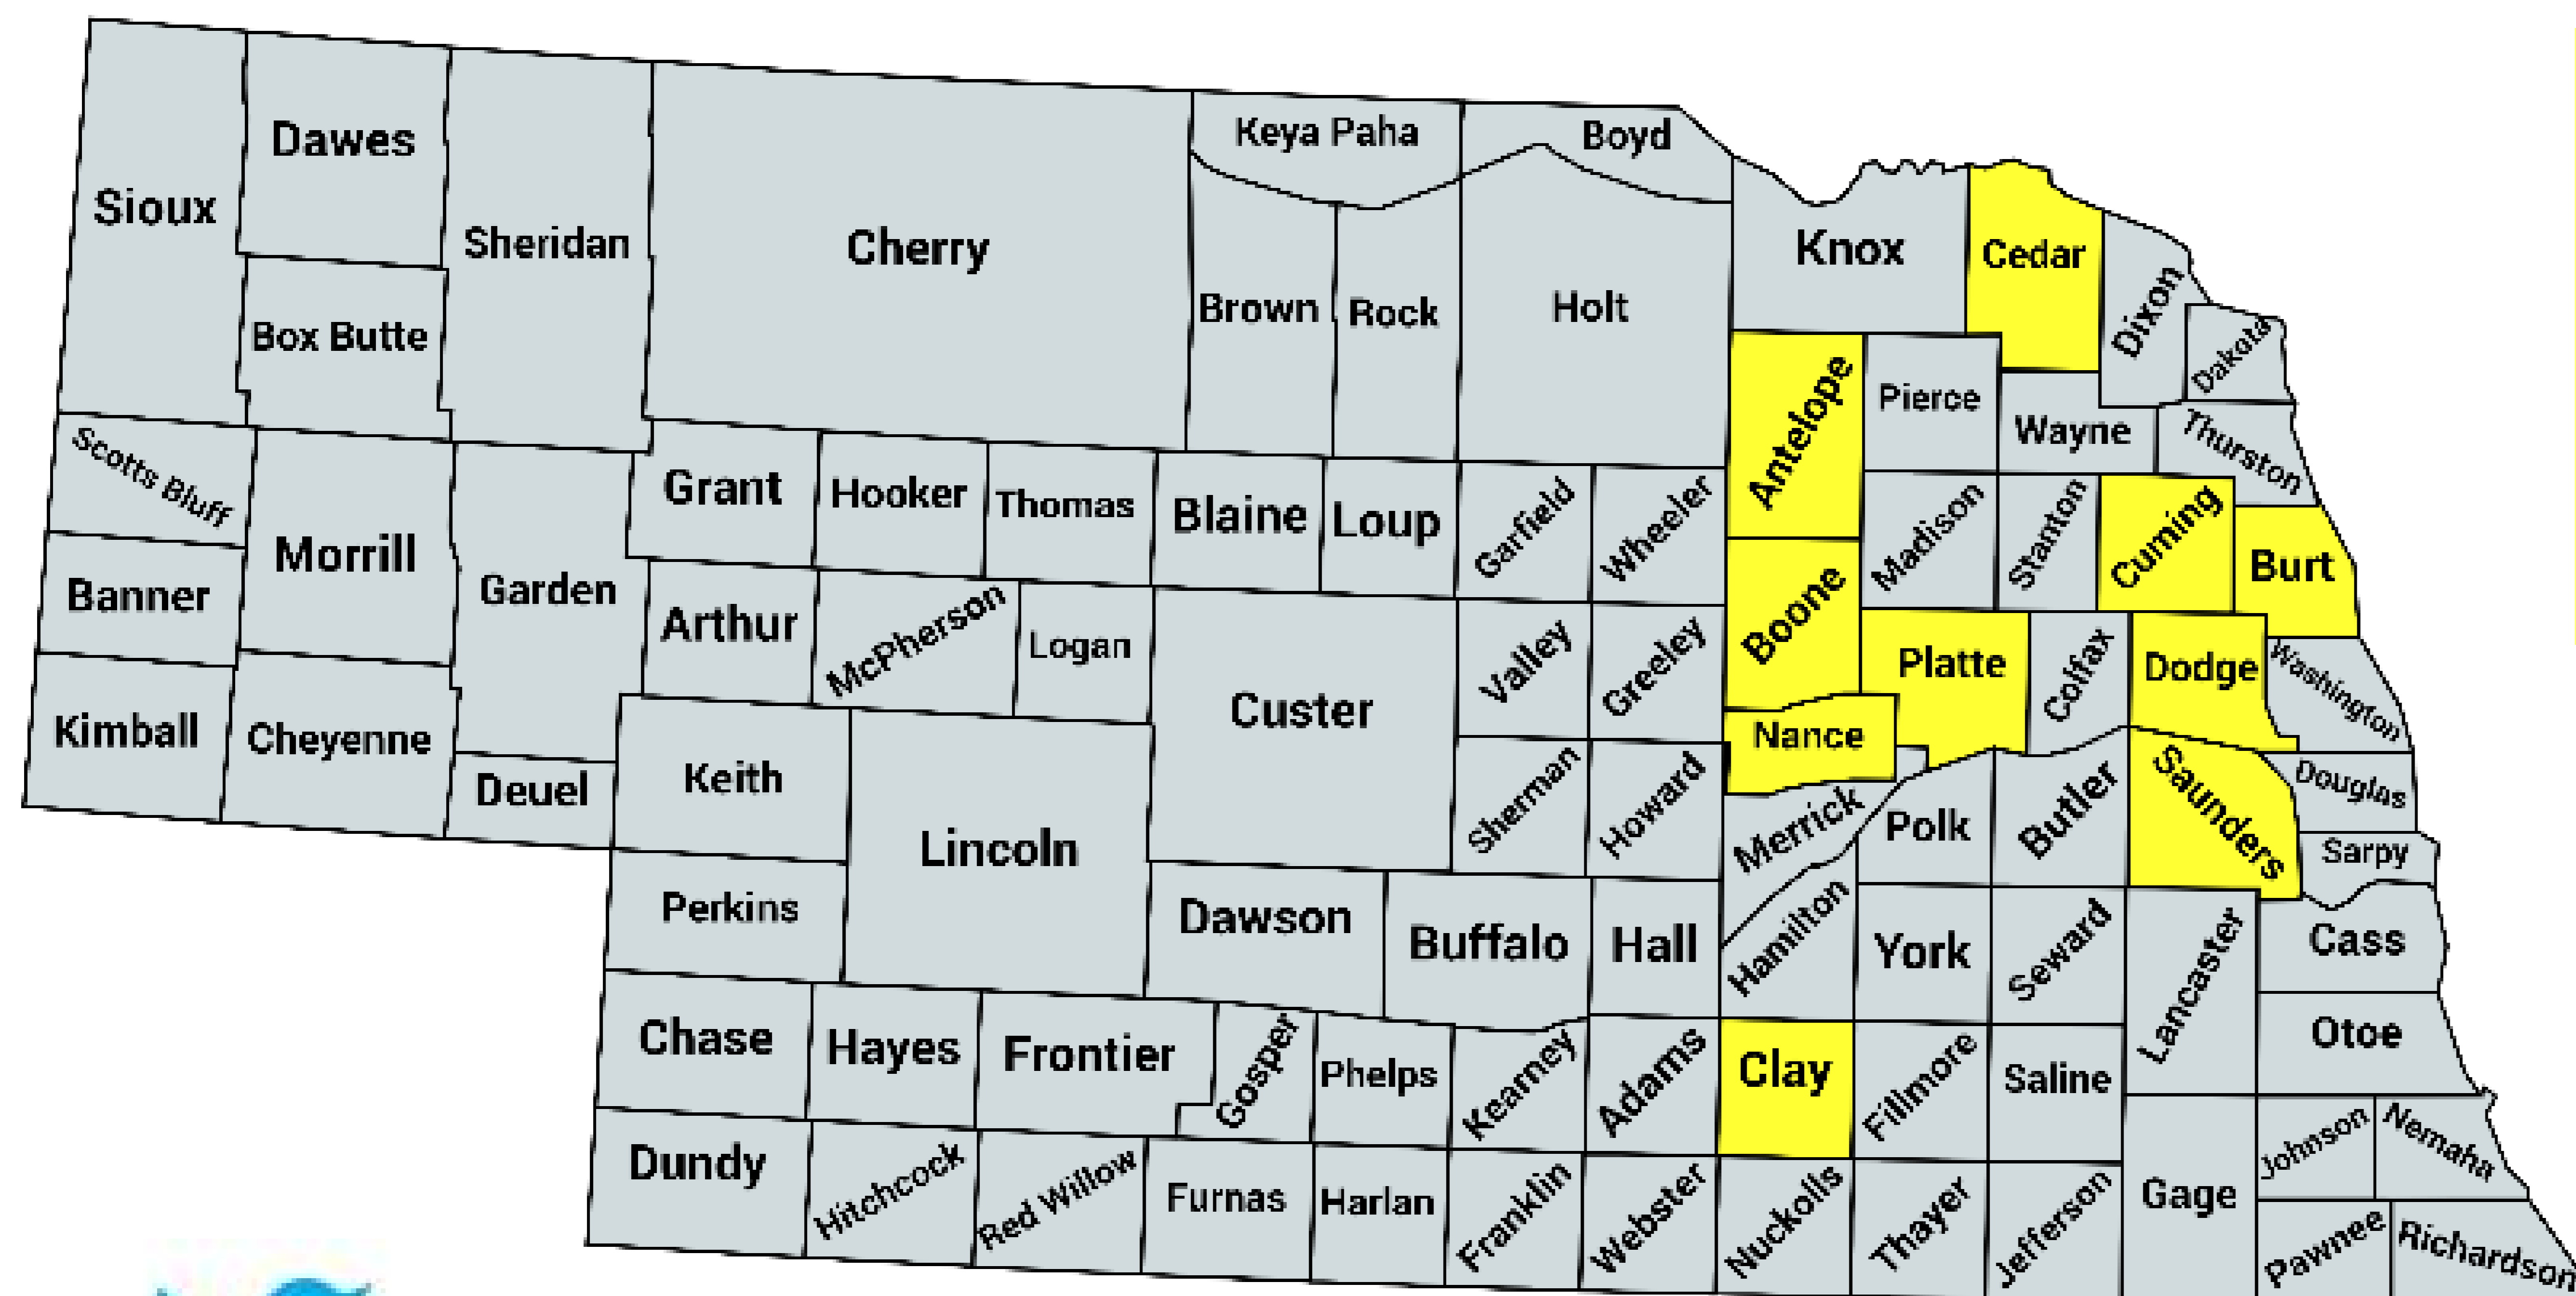 Sioux
Dawes
Box Butte
Sheridan
Cherry
Keya Paha
Boyd
Brown
Rock
Holt
Knox
Cedar
Dixon
Dakota
Scotts Bluff
Banner
Kimball
Morrill
Cheyenne
Garden
Deuel
Grant
Hooker
Thomas
Blaine
Loup
Garfield
Wheeler
Antelope
Pierce
Wayne
Thurston
Arthur
McPherson
Logan
Custer
Valley
Greeley
Boone
Madison
Stanton
Cuming
Burt
Keith
Lincoln
Sherman
Howard
Nance
Platte
Colfax
Dodge
Washington
Perkins
Dawson
Buffalo
Hall
Merrick
Hamilton
Polk
Butler
Saunders
Douglas
Sarpy
York
Seward
Lancaster
Cass
Otoe
Chase
Hayes
Frontier
Gosper
Phelps
Kearney
Adams
Clay
Fillmore
Saline
Dundy
Hitchcock
Red Willow
Furnas
Harlan
Franklin
Webster
Nuckolls
Thayer
Jefferson
Gage
Johnson
Nemaha
Pawnee
Richardson